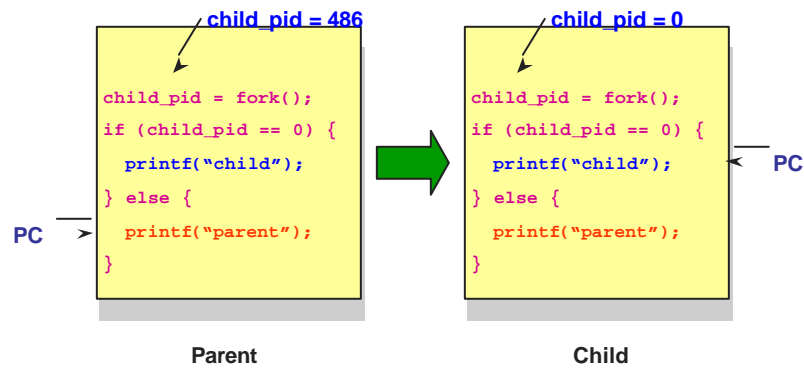 child_pid = 486
child_pid = fork();
if (child_pid == 0) {
printf(“child”);
} else {
printf(“parent”);
}
PC
Parent
child_pid = 0
child_pid = fork();
if (child_pid == 0) {
printf(“child”);
} else {
printf(“parent”);
}
PC
Child